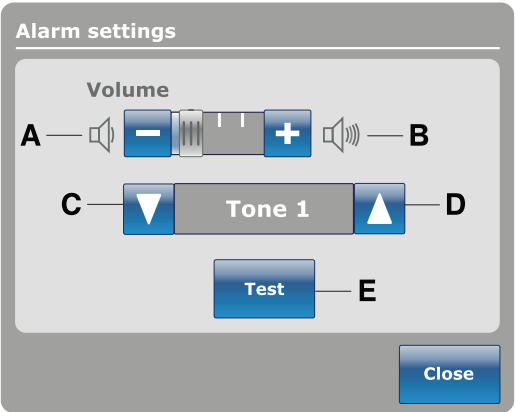 Alarm settings
Volume
A
B
C
Tone 1
D
Test
E
Close